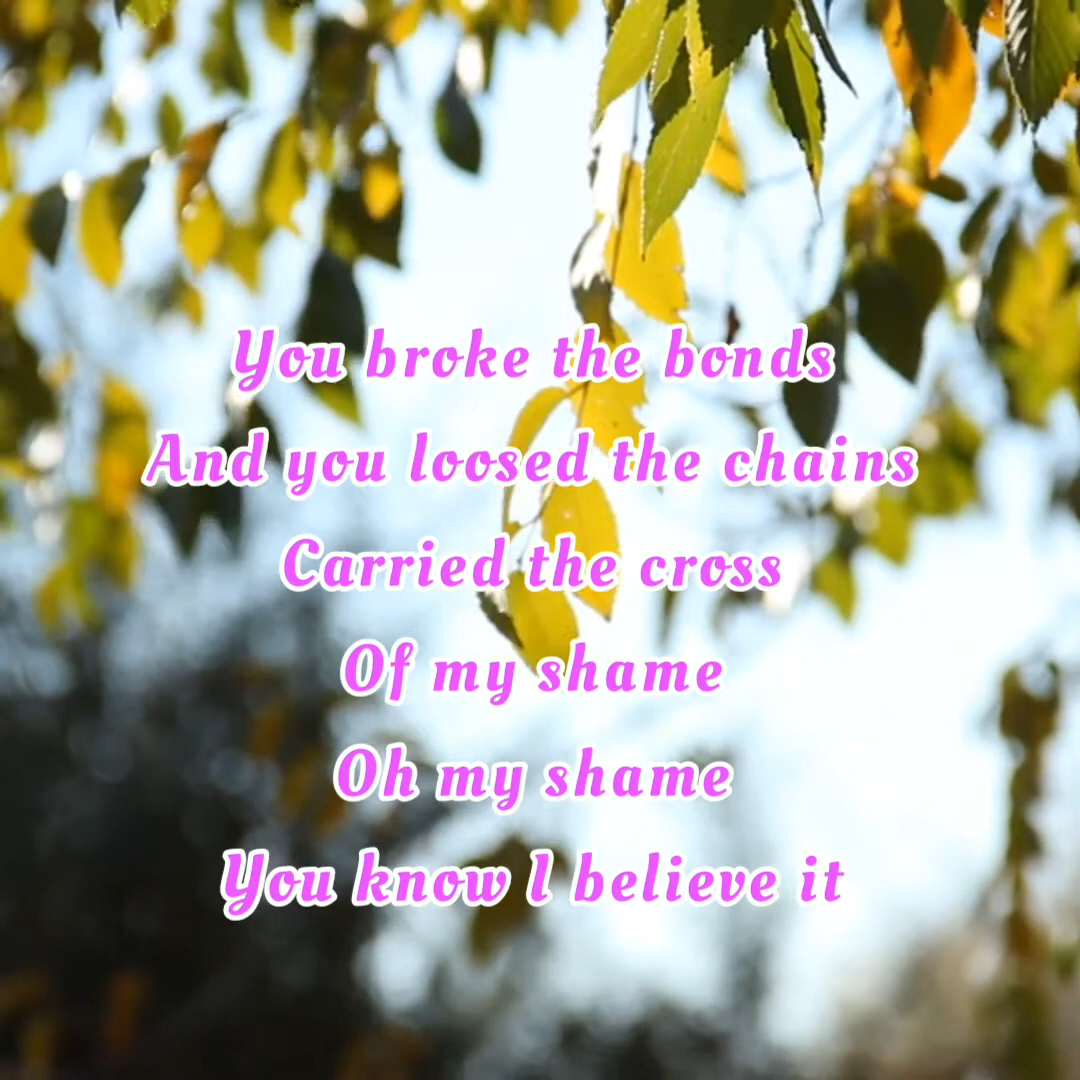 You broke the bonds
And you loosed the chains
Carried the cross
Of my shame
Oh my shame
You know I believe it